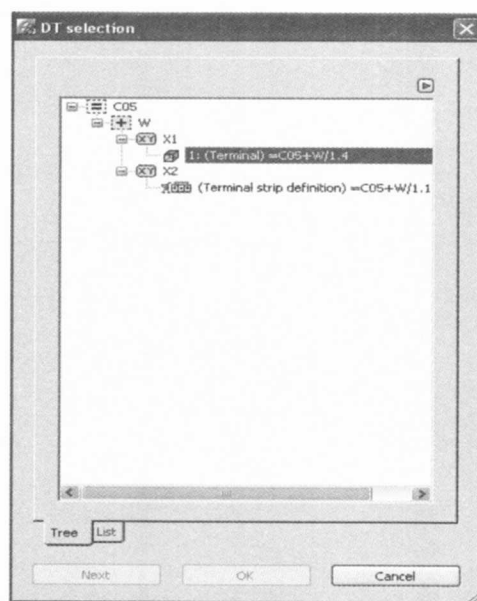 DT selection
C05
W
X1
1: (Terminal) =C05+W/1.4
X2
(Terminal strip definition) =C05+W/1.1
Tree
List
Next
OK
Cancel